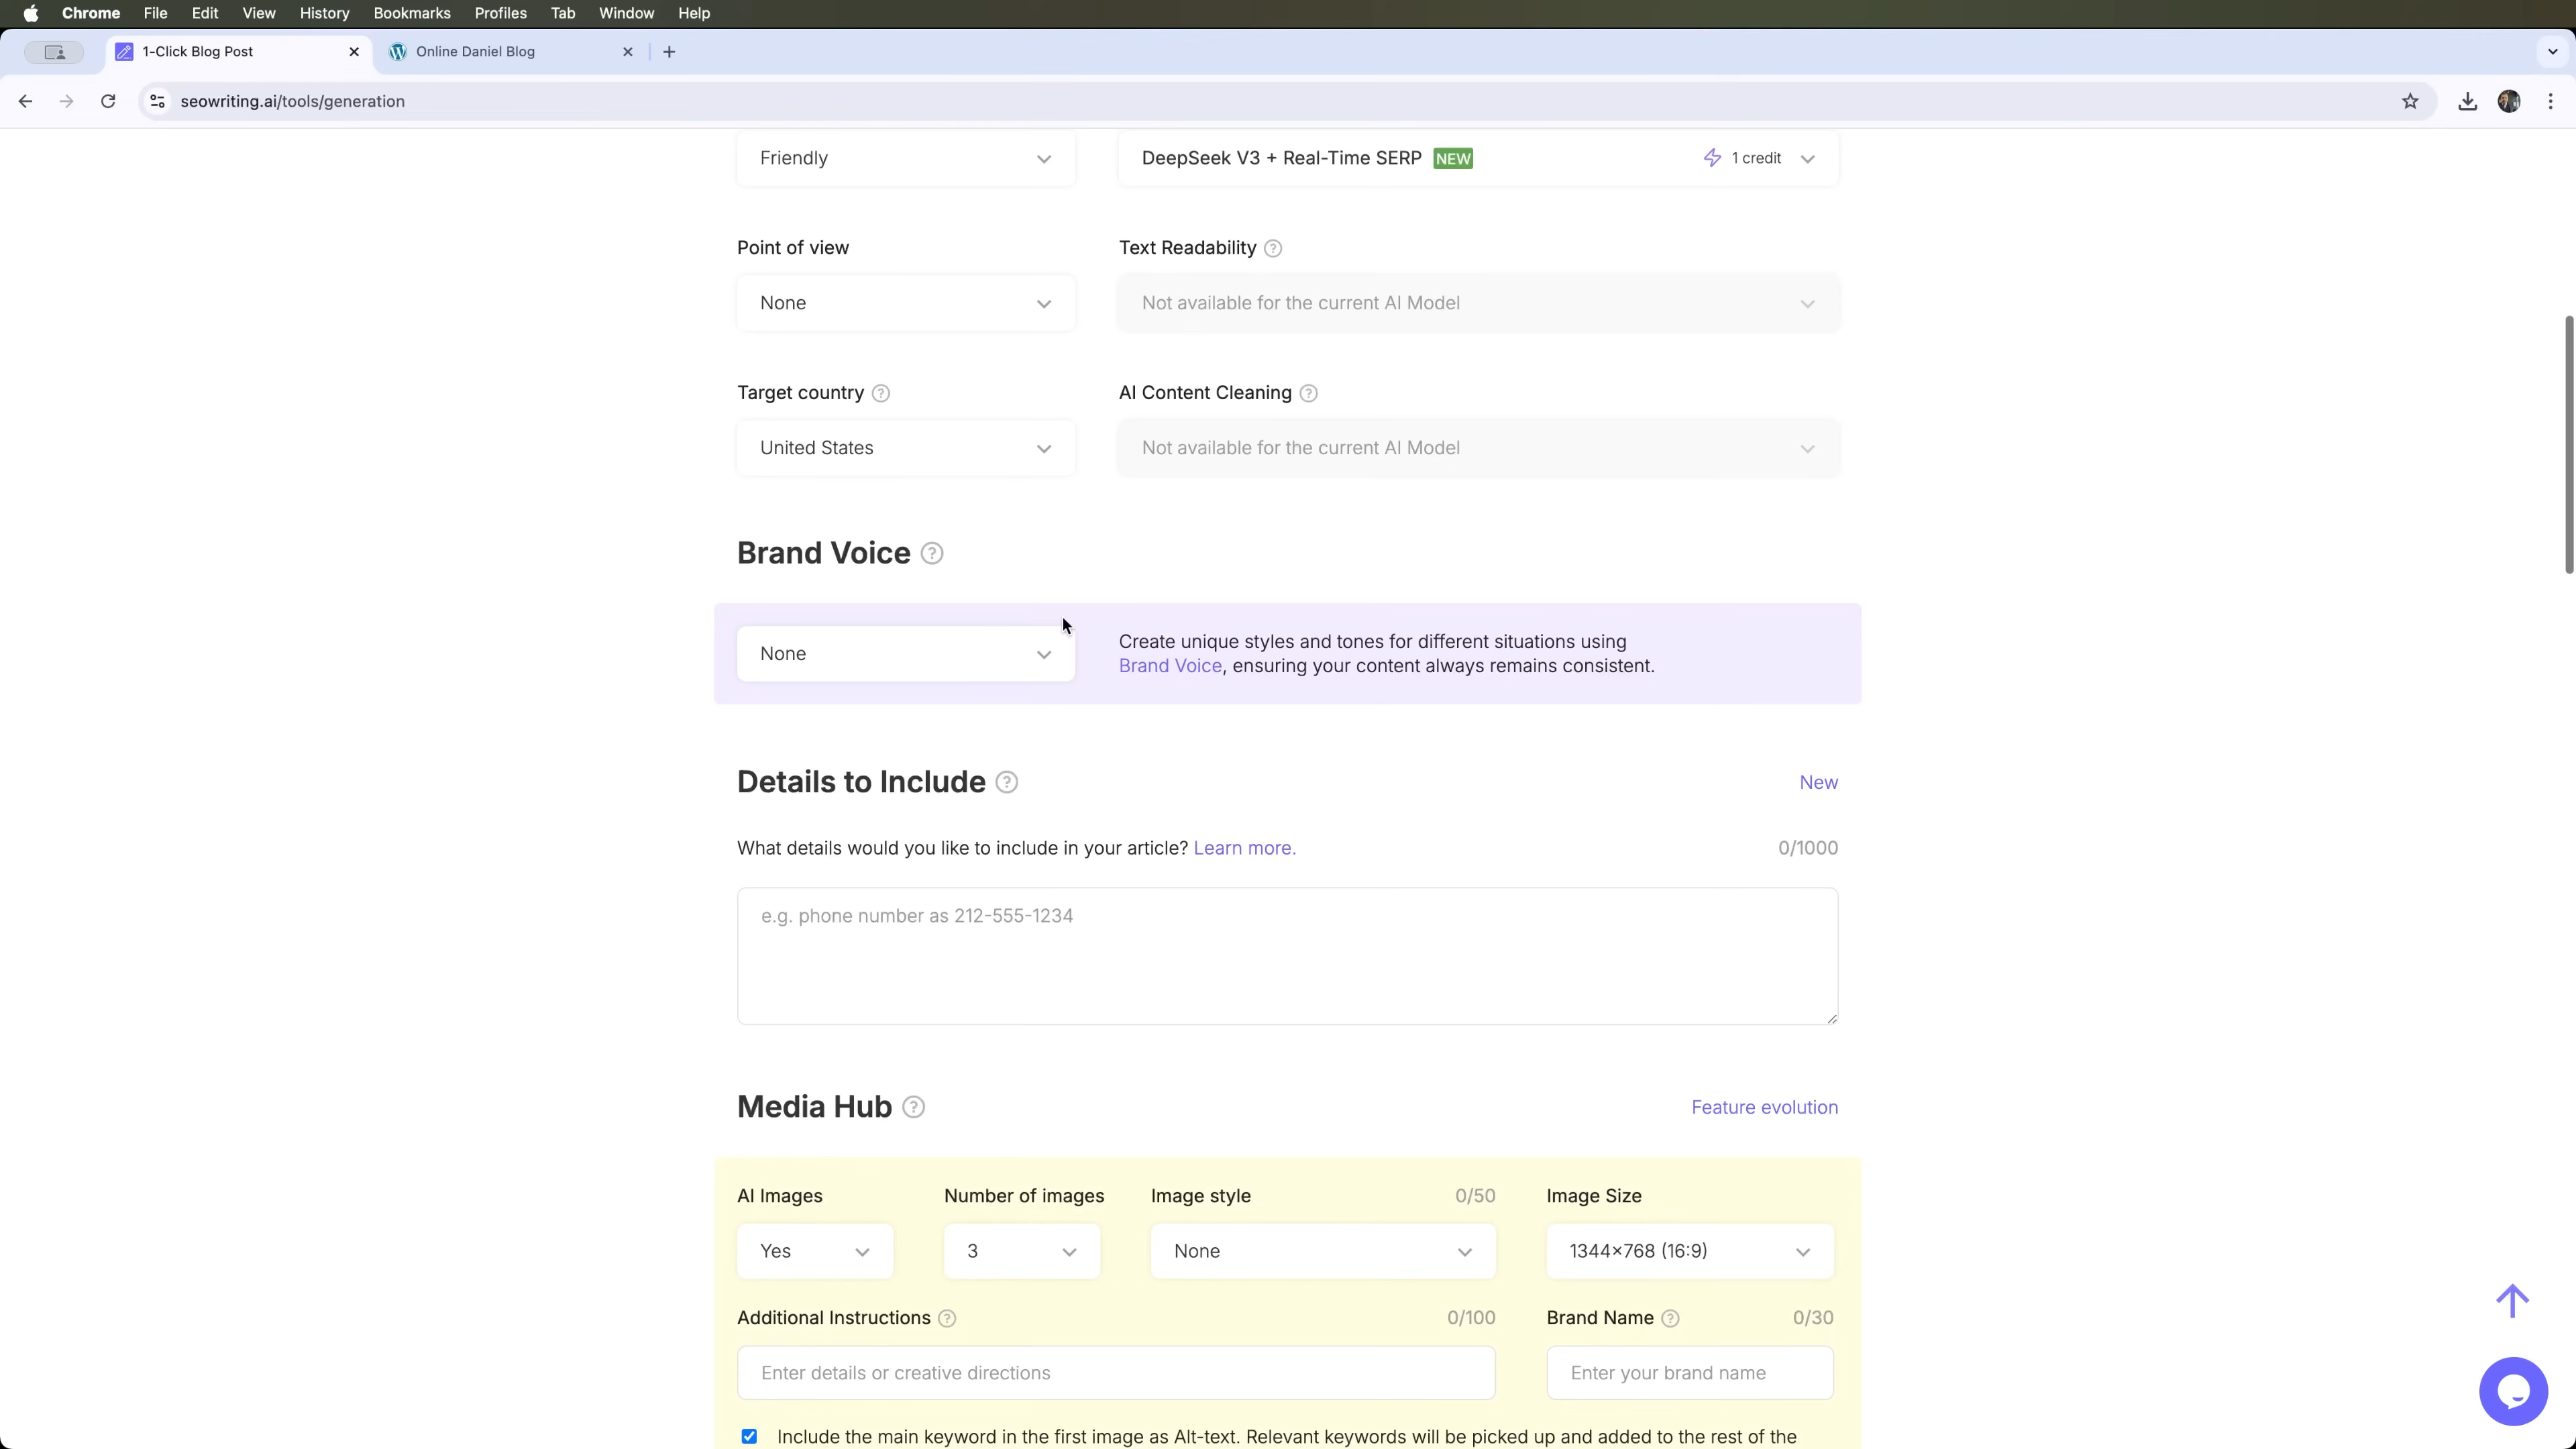 Chrome File Edit View History Bookmarks Profiles Tab Window Help
1-Click Blog Post
Online Daniel Blog
seowriting.ai/tools/generation
Friendly
DeepSeek V3 + Real-Time SERP NEW
1 credit
Point of view
Text Readability
None
Not available for the current AI Model
Target country
AI Content Cleaning
United States
Not available for the current AI Model
Brand Voice
None
Create unique styles and tones for different situations using
Brand Voice, ensuring your content always remains consistent.
Details to Include
New
What details would you like to include in your article? Learn more.
0/1000
e.g. phone number as 212-555-1234
Media Hub
Feature evolution
AI Images
Number of images
Image style
0/50
Image Size
Yes
3
None
1344×768 (16:9)
Additional Instructions
0/100
Brand Name
0/30
Enter details or creative directions
Enter your brand name
Include the main keyword in the first image as Alt-text. Relevant keywords will be picked up and added to the rest of the